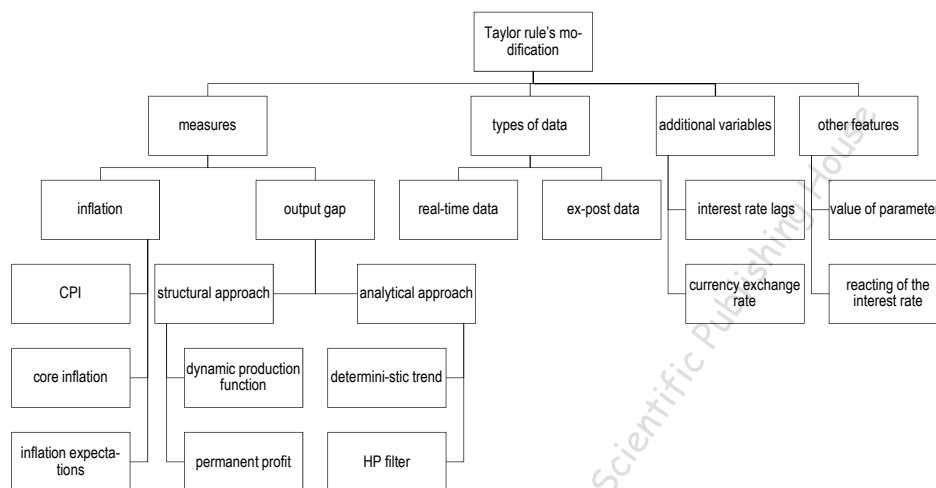 Taylor rule's mo-
dification
measures
types of data
additional variables
other features
inflation
output gap
real-time data
ex-post data
interest rate lags
value of parameter
CPI
structural approach
analytical approach
currency exchange
rate
reacting of the
interest rate
core inflation
dynamic production
function
determini-stic trend
inflation expecta-
tions
permanent profit
HP filter
Scientific Publishing House